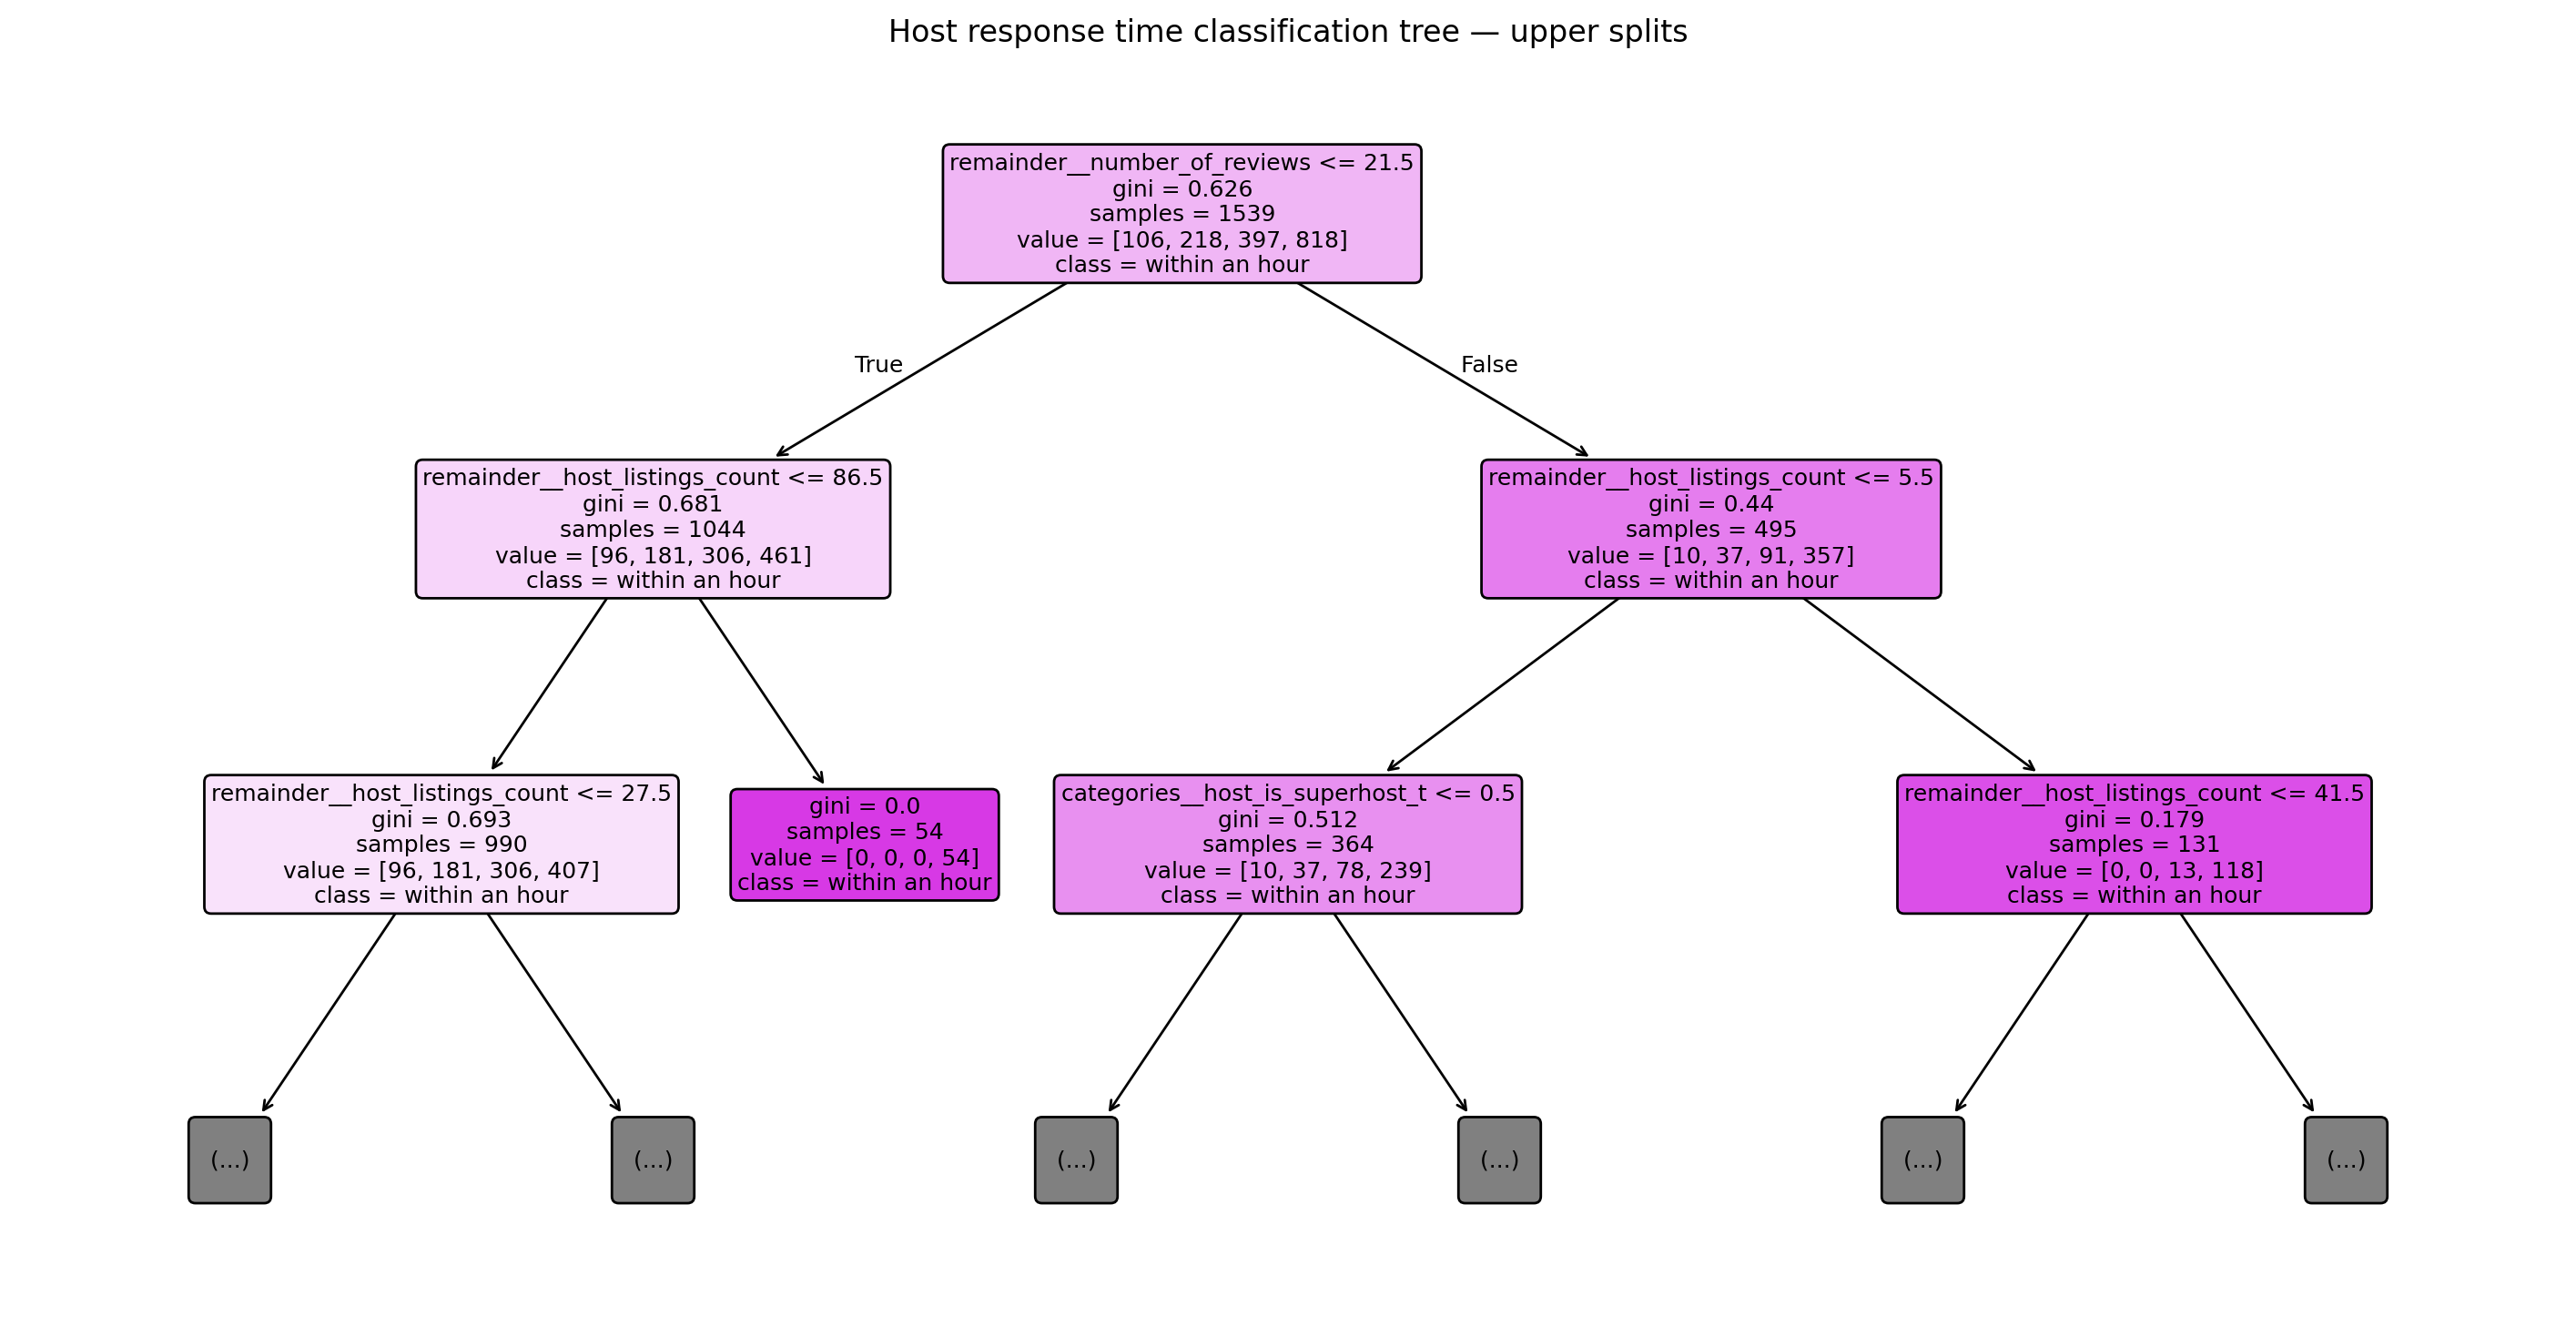 Host response time classification tree — upper splits
remainder__number_of_reviews <= 21.5
gini = 0.626
samples = 1539
value = [106, 218, 397, 818]
class = within an hour
True
False
remainder__host_listings_count <= 86.5
gini = 0.681
samples = 1044
value = [96, 181, 306, 461]
class = within an hour
remainder__host_listings_count <= 5.5
gini = 0.44
samples = 495
value = [10, 37, 91, 357]
class = within an hour
remainder__host_listings_count <= 27.5
gini = 0.693
samples = 990
value = [96, 181, 306, 407]
class = within an hour
gini = 0.0
samples = 54
value = [0, 0, 0, 54]
class = within an hour
categories__host_is_superhost_t <= 0.5
gini = 0.512
samples = 364
value = [10, 37, 78, 239]
class = within an hour
remainder__host_listings_count <= 41.5
gini = 0.179
samples = 131
value = [0, 0, 13, 118]
class = within an hour
(...)
(...)
(...)
(...)
(...)
(...)